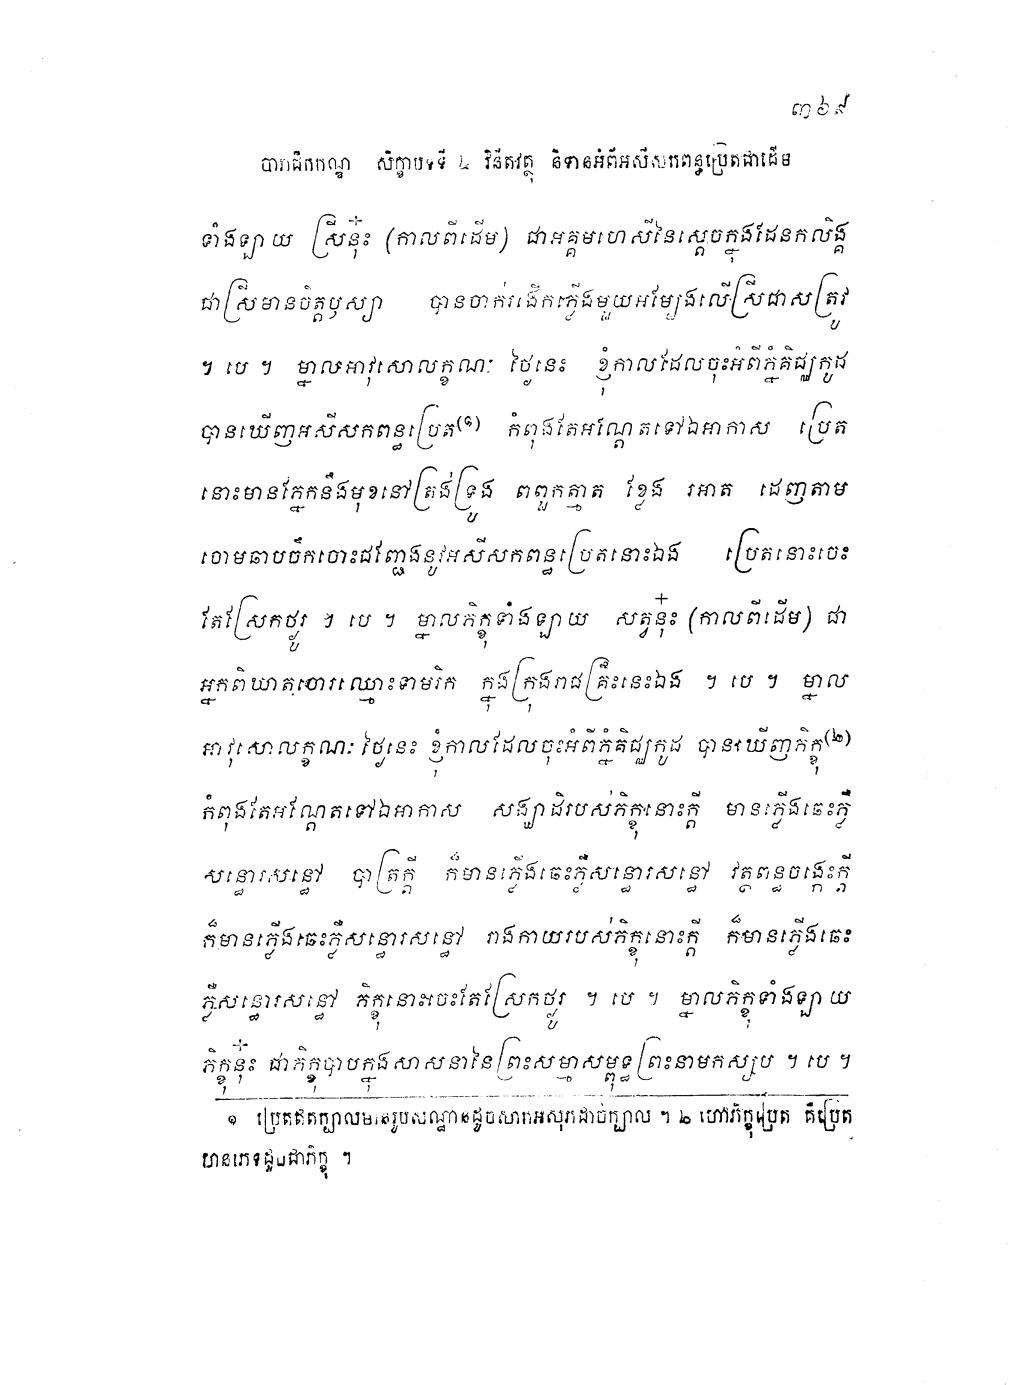 ៣៦៩
បារាជិកកណ្ឌ សិក្ខាបទទី ៤ វិនីតវត្ថុ និទានអំពីអសីសកពន្ធប្រេតជាដើម
ទាំងឡាយ ស្រីនុ៎ះ (កាលពីដើម) ជាអគ្គមហេសីនៃស្តេចក្នុងដែនកលិង្គ
ជាស្រីមានចិត្តឫស្យា បានចាក់រងើកភ្លើងមួយអម្បែងលើស្រីជាសត្រូវ
។ បេ ។ ម្នាលអាវុសោលក្ខណៈ ថ្ងៃនេះ ខ្ញុំកាលដែលចុះអំពីភ្នំគិជ្ឈកូដ
បានឃើញអសីសកពន្ធប្រេត(១) កំពុងតែអណ្តែតទៅឯអាកាស ប្រេត
នោះមានភ្នែកនឹងមុខនៅត្រង់ទ្រូង ពពួកត្មាត ខ្លែង រអាត ដេញតាម
ចោមឆាបចឹកចោះដញ្ជែងនូវអសីសកពន្ធប្រេតនោះឯង ប្រេតនោះចេះ
តែស្រែកថ្ងូរ ។ បេ ។ ម្នាលភិក្ខុទាំងឡាយ សត្វនុ៎ះ (កាលពីដើម) ជា
អ្នកពិឃាតចោរឈ្មោះទាមរិក ក្នុងក្រុងរាជគ្រឹះនេះឯង ។ បេ ។ ម្នាល
អាវុសោលក្ខណៈ ថ្ងៃនេះ ខ្ញុំកាលដែលចុះអំពីភ្នំគិជ្ឈកូដ បានឃើញភិក្ខុ(២)
កំពុងតែអណ្តែតទៅឯអាកាស សង្ឃាដិរបស់ភិក្ខុនោះក្តី មានភ្លើងឆេះភ្លឺ
សន្ធោរសន្ធៅ បាត្រក្តី ក៏មានភ្លើងឆេះភ្លឺសន្ធោរសន្ធៅ វត្ថពន្ធចង្កេះក្តី
ក៏មានភ្លើងឆេះភ្លឺសន្ធោរសន្ធៅ រាងកាយរបស់ភិក្ខុនោះក្តី ក៏មានភ្លើងឆេះ
ភ្លឺសន្ធោរសន្ធៅ ភិក្ខុនោះចេះតែស្រែកថ្ងូរ ។ បេ ។ ម្នាលភិក្ខុទាំងឡាយ
ភិក្ខុនុ៎ះ ជាភិក្ខុបាបក្នុងសាសនានៃព្រះសម្មាសម្ពុទ្ធព្រះនាមកស្សប ។ បេ ។
១ ប្រេតឥតក្បាលមានរូបសណ្ឋានដូចសាកអសុភដាច់ក្បាល ។ ២ ហៅភិក្ខុប្រេត គឺប្រេត
មានភេទដូចជាភិក្ខុ ។